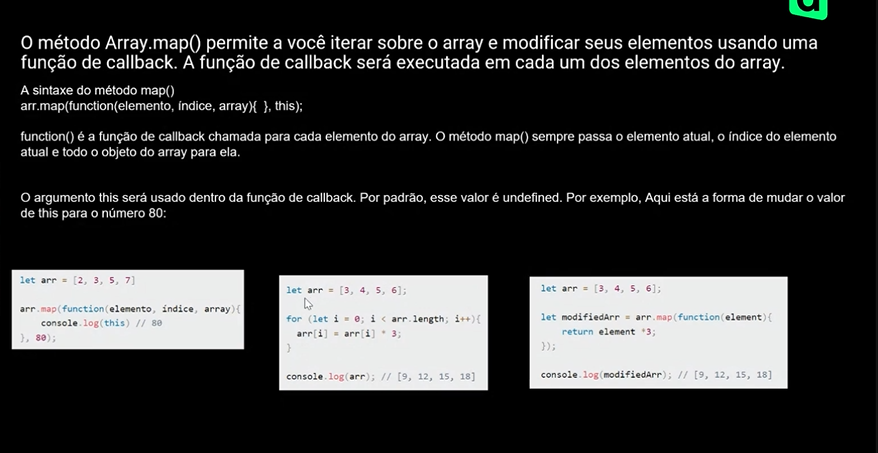 O método Array.map() permite a você iterar sobre o array e modificar seus elementos usando uma
função de callback. A função de callback será executada em cada um dos elementos do array.
A sintaxe do método map()
arr.map(function(elemento, índice, array){ }, this);
function() é a função de callback chamada para cada elemento do array. O método map() sempre passa o elemento atual, o índice do elemento
atual e todo o objeto do array para ela.
O argumento this será usado dentro da função de callback. Por padrão, esse valor é undefined. Por exemplo, Aqui está a forma de mudar o valor
de this para o número 80:
let arr = [2, 3, 5, 7]
arr.map(function(elemento, índice, array){
console.log(this) // 80
}, 80);
let arr = [3, 4, 5, 6];
for (let i = 0; i < arr.length; i++){
arr[i] = arr[i] * 3;
}
console.log(arr); // [9, 12, 15, 18]
let arr = [3, 4, 5, 6];
let modifiedArr = arr.map(function(element){
return element *3;
});
console.log(modifiedArr); // [9, 12, 15, 18]